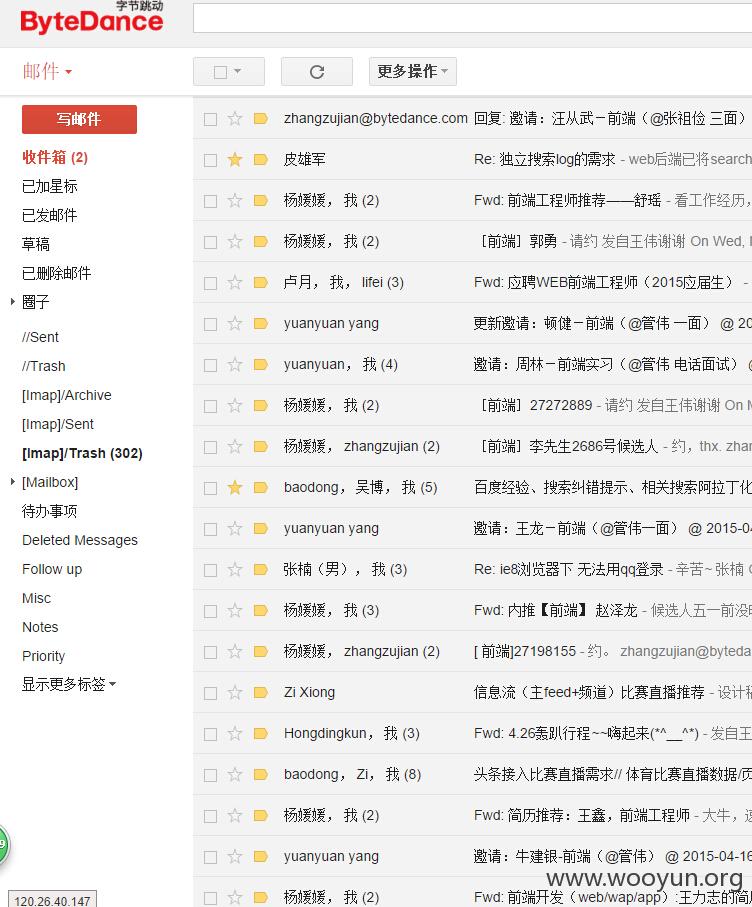 字节跳动
ByteDance
邮件
更多操作
写邮件
收件箱 (2)
已加星标
已发邮件
草稿
已删除邮件
圈子
//Sent
//Trash
[Imap]/Archive
[Imap]/Sent
[Imap]/Trash (302)
[Mailbox]
待办事项
Deleted Messages
Follow up
Misc
Notes
Priority
显示更多标签
zhangzujian@bytedance.com 回复: 邀请：汪从武－前端（@张祖俭 三面）
皮雄军 Re: 独立搜索log的需求 - web后端已将search
杨媛媛， 我 (2) Fwd: 前端工程师推荐——舒瑶 - 看工作经历，
杨媛媛， 我 (2) ［前端］郭勇 - 请约 发自王伟谢谢 On Wed,
卢月，我， lifei (3) Fwd: 应聘WEB前端工程师（2015应届生） -
yuanyuan yang 更新邀请：顿健－前端（@管伟 一面） @ 20
yuanyuan，我 (4) 邀请：周林－前端实习（@管伟 电话面试）
杨媛媛， 我 (2) ［前端］27272889 - 请约 发自王伟谢谢 On M
杨媛媛， zhangzujian (2) ［前端］李先生2686号候选人 - 约，thx. zhan
baodong，吴博， 我 (5) 百度经验、搜索纠错提示、相关搜索阿拉丁化
yuanyuan yang 邀请：王龙－前端（@管伟一面） @ 2015-04
张楠（男）， 我 (3) Re: ie8浏览器下 无法用qq登录 - 辛苦~ 张楠
杨媛媛， 我 (3) Fwd: 内推【前端】 赵泽龙 - 候选人五一前没
杨媛媛， zhangzujian (2) [ 前端]27198155 - 约。 zhangzujian@byteda
Zi Xiong 信息流（主feed+频道）比赛直播推荐 - 设计稿
Hongdingkun，我 (3) Fwd: 4.26轰趴行程~~嗨起来(*^__^*) - 发自王
baodong，Zi，我 (8) 头条接入比赛直播需求// 体育比赛直播数据/页
杨媛媛， 我 (2) Fwd: 简历推荐：王鑫，前端工程师 - 大牛，速
yuanyuan yang 邀请：牛建银-前端（@管伟） @ 2015-04-16
杨媛媛， 我 (2) Fwd: 前端开发（web/wap/app）:王力志的简
www.wooyun.org
120.26.40.147